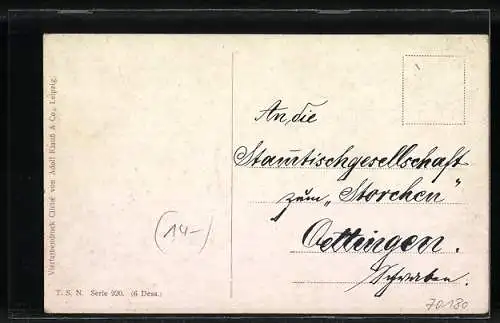 Vierfarbendruck Cliché von Adolf Klauß & Co., Leipzig.
An die
Stammtischgesellschaft
zum „Storchen"
Oettingen.
Schwaben.
(14-)
T. S. N. Serie 920. (6 Dess.)
70180